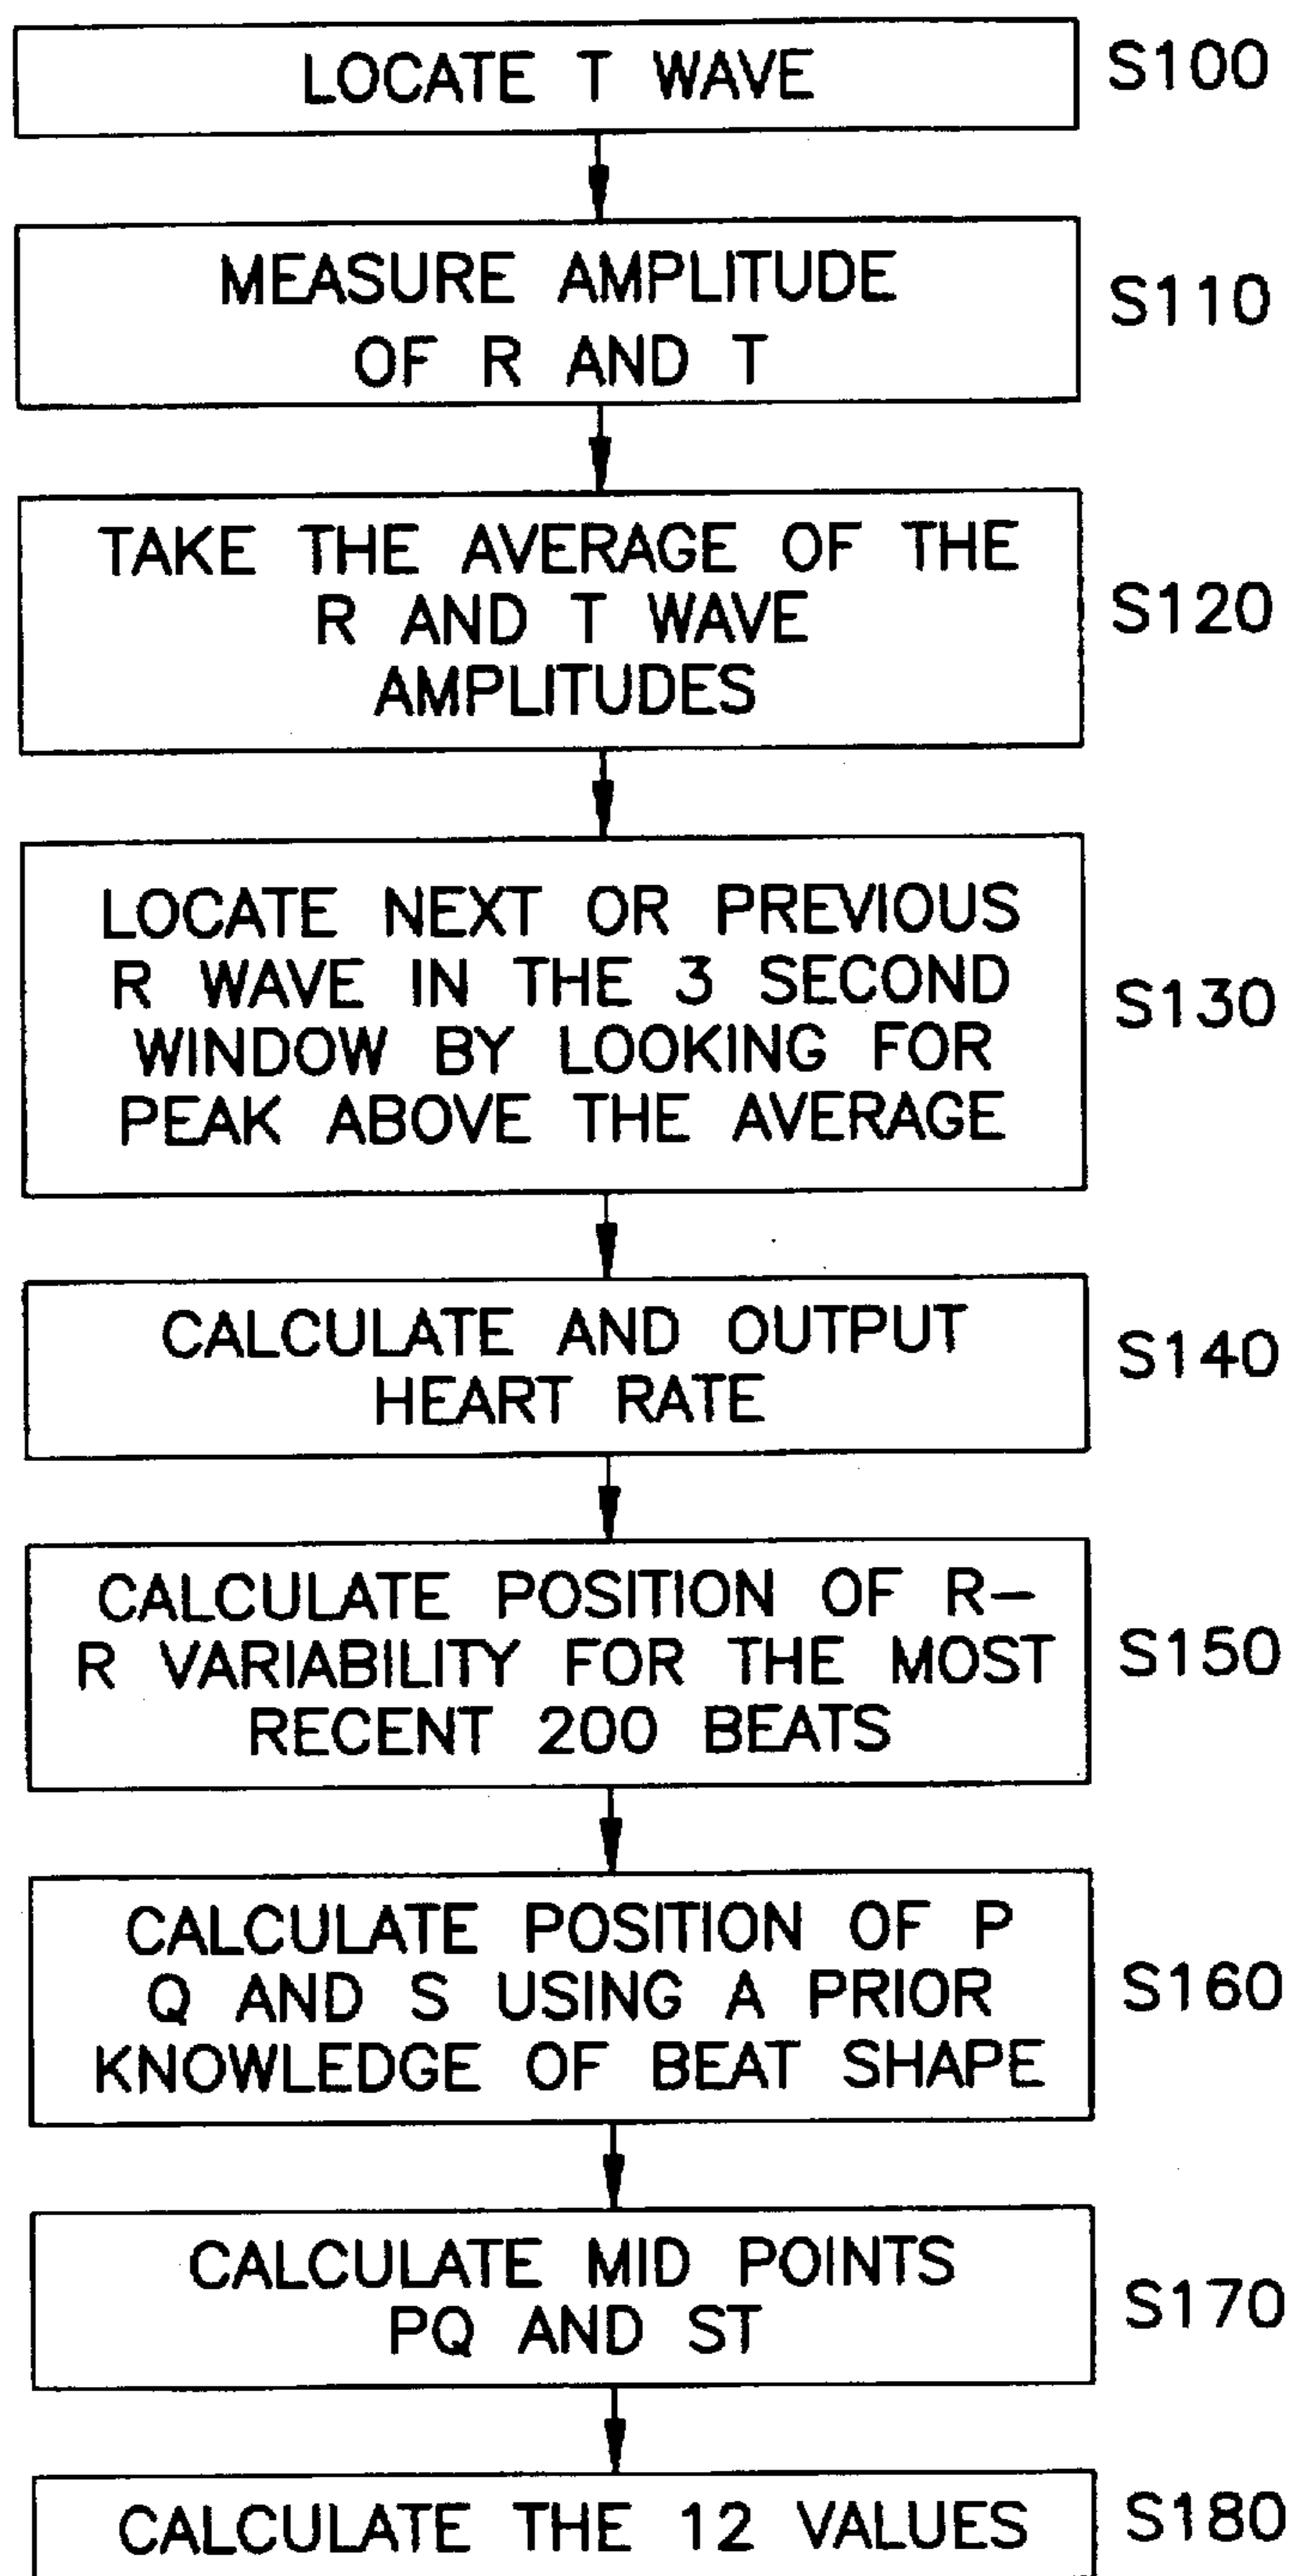 LOCATE T WAVE
S100
MEASURE AMPLITUDE
OF R AND T
S110
TAKE THE AVERAGE OF THE
R AND T WAVE
AMPLITUDES
S120
LOCATE NEXT OR PREVIOUS
R WAVE IN THE 3 SECOND
WINDOW BY LOOKING FOR
PEAK ABOVE THE AVERAGE
S130
CALCULATE AND OUTPUT
HEART RATE
S140
CALCULATE POSITION OF R–
R VARIABILITY FOR THE MOST
RECENT 200 BEATS
S150
CALCULATE POSITION OF P
Q AND S USING A PRIOR
KNOWLEDGE OF BEAT SHAPE
S160
CALCULATE MID POINTS
PQ AND ST
S170
CALCULATE THE 12 VALUES
S180